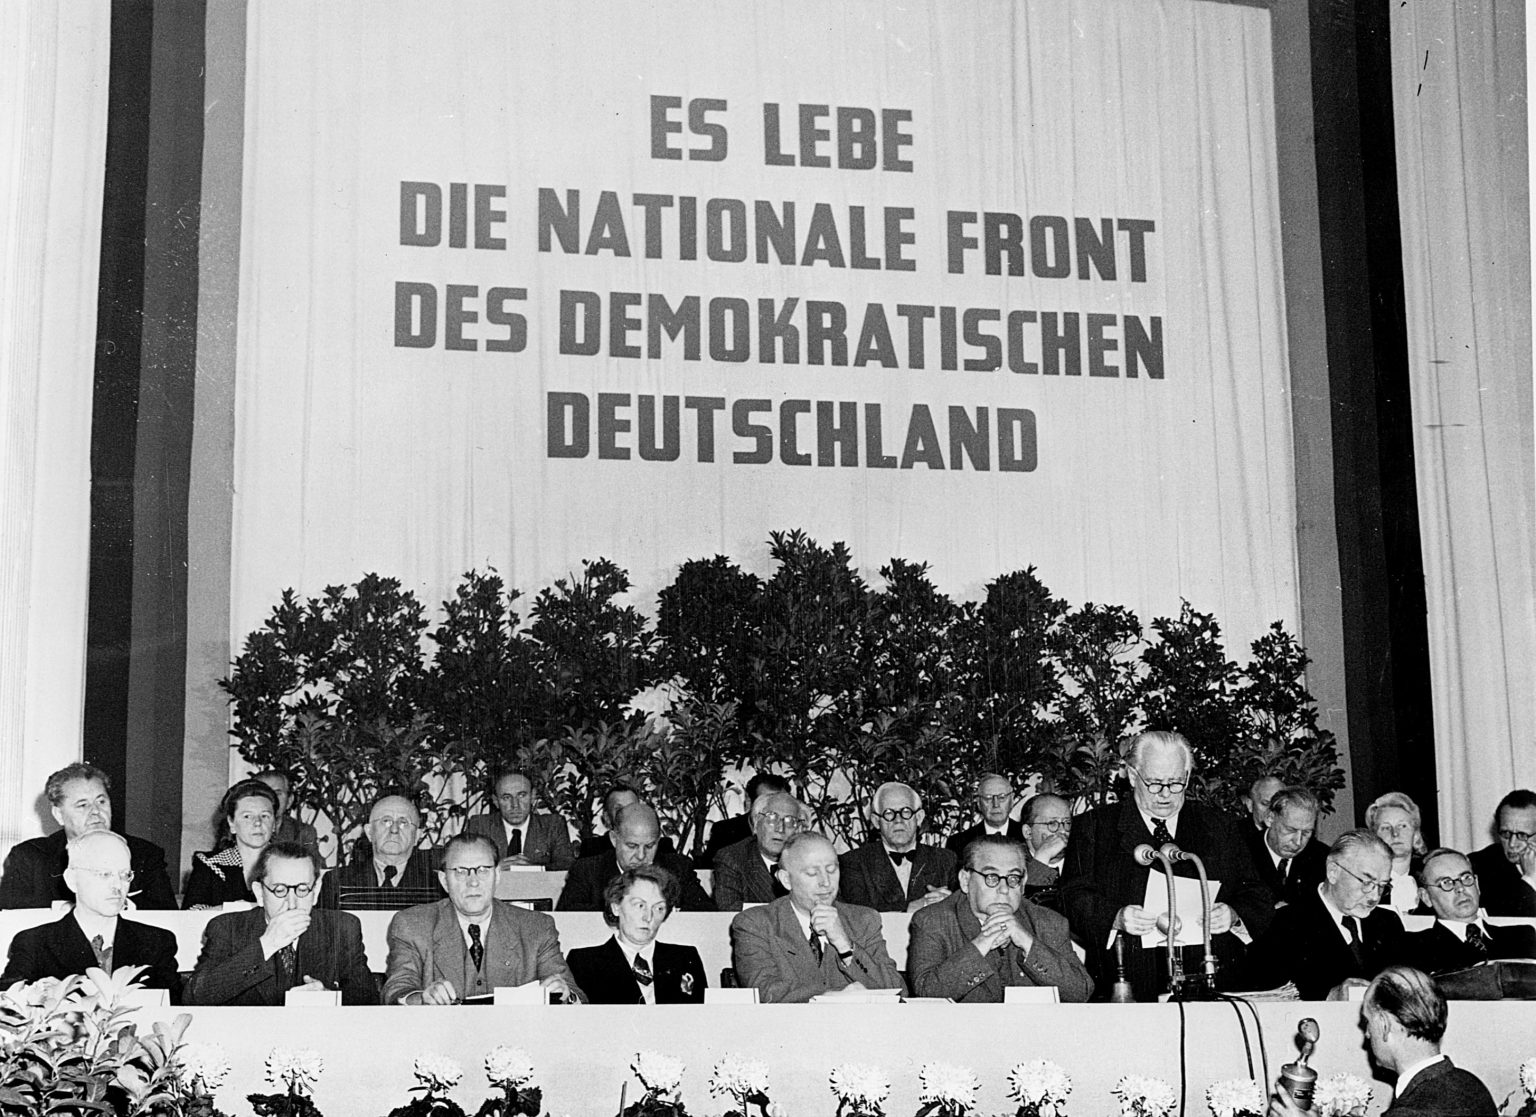 ES LEBE
DIE NATIONALE FRONT
DES DEMOKRATISCHEN
DEUTSCHLAND